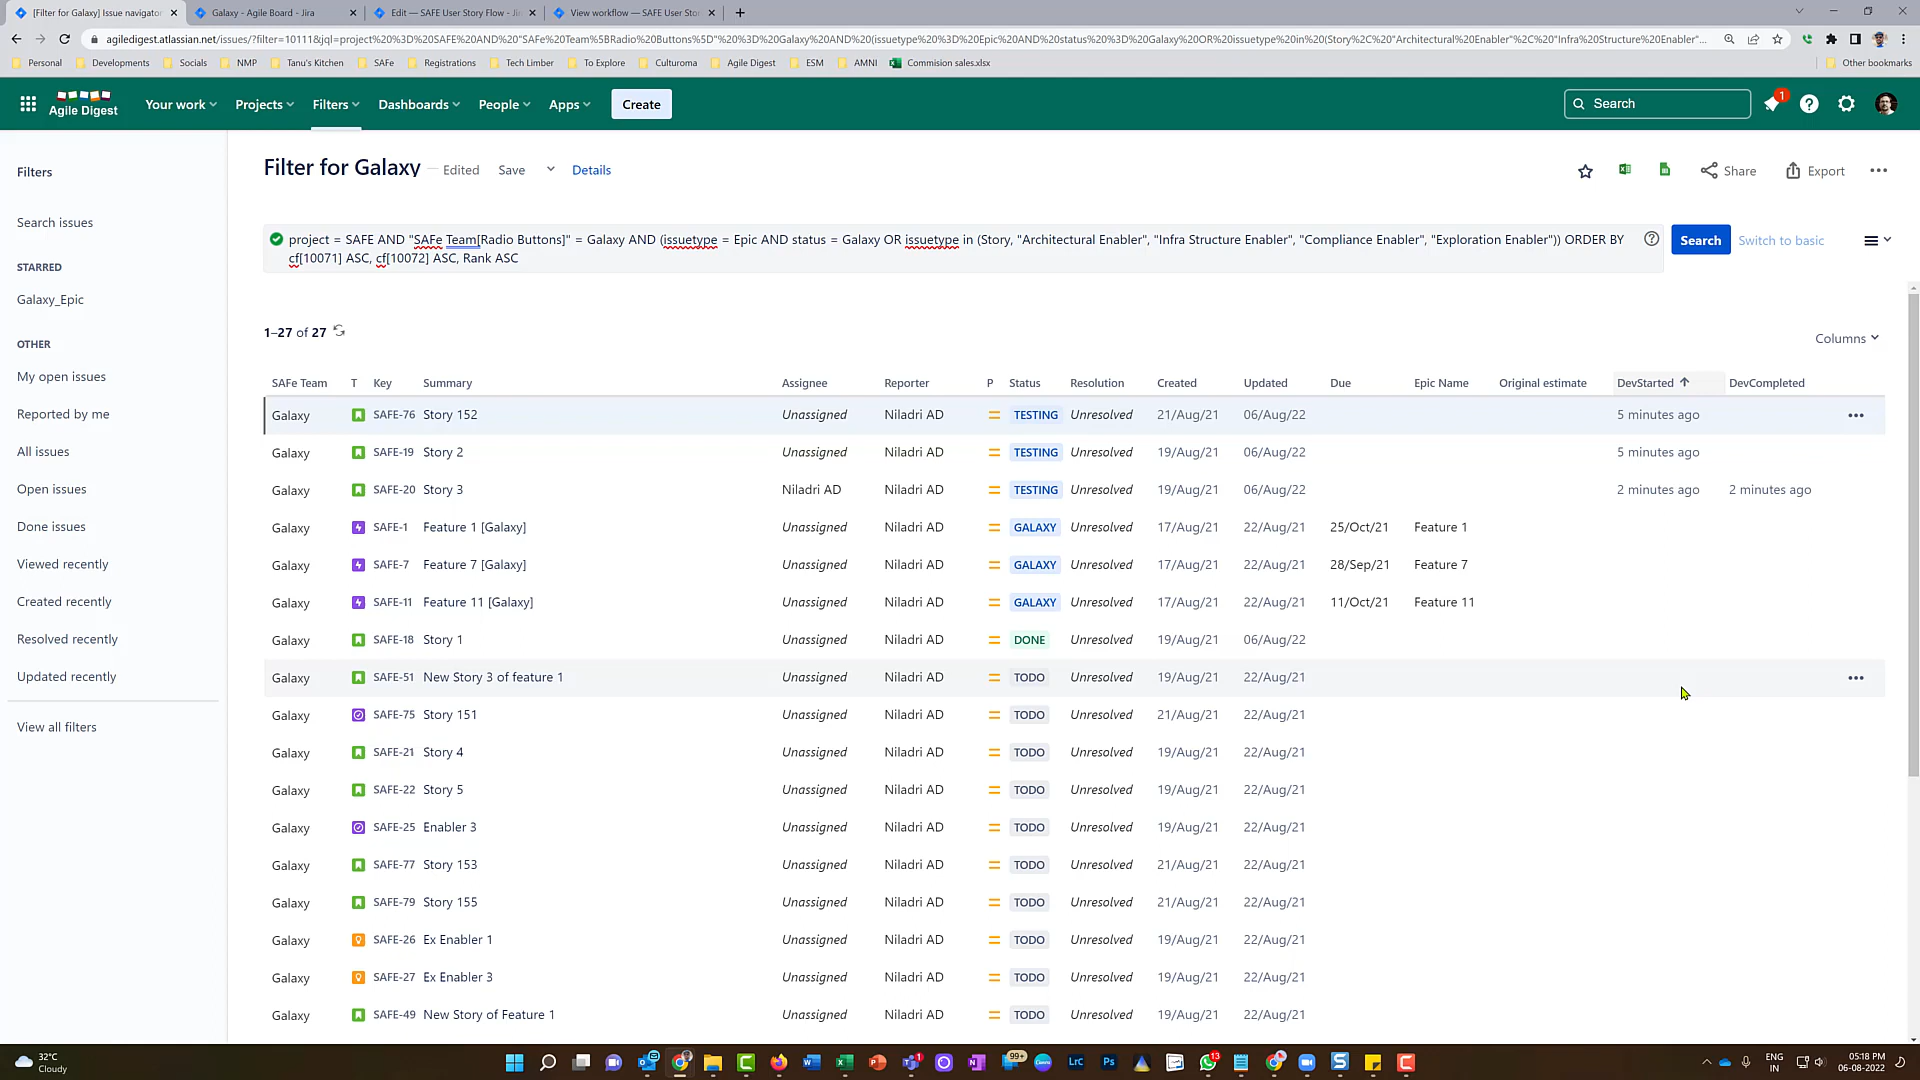 [Filter for Galaxy] Issue navigator
Galaxy - Agile Board - Jira
Edit — SAFE User Story Flow - Jir
View workflow — SAFE User Stor
agiledigest.atlassian.net/issues/?filter=10111&jql=project%20%3D%20SAFE%20AND%20"SAFe%20Team%5BRadio%20Buttons%5D"%20%3D%20Galaxy%20AND%20(issuetype%20%3D%20Epic%20AND%20status%20%3D%20Galaxy%20OR%20issuetype%20in%20(Story%2C%20"Architectural%20Enabler"%2C%20"Infra%20Structure%20Enabler"...
Personal
Developments
Socials
NMP
Tanu's Kitchen
SAFe
Registrations
Tech Limber
To Explore
Culturoma
Agile Digest
ESM
AMNI
Commision sales.xlsx
Other bookmarks
Agile Digest
Your work
Projects
Filters
Dashboards
People
Apps
Create
Search
1
Filters
Search issues
STARRED
Galaxy_Epic
OTHER
My open issues
Reported by me
All issues
Open issues
Done issues
Viewed recently
Created recently
Resolved recently
Updated recently
View all filters
Filter for Galaxy — Edited Save Details
Share
Export
project = SAFE AND "SAFe Team[Radio Buttons]" = Galaxy AND (issuetype = Epic AND status = Galaxy OR issuetype in (Story, "Architectural Enabler", "Infra Structure Enabler", "Compliance Enabler", "Exploration Enabler")) ORDER BY
cf[10071] ASC, cf[10072] ASC, Rank ASC
Search
Switch to basic
1–27 of 27
Columns
SAFe Team T Key Summary Assignee Reporter P Status Resolution Created Updated Due Epic Name Original estimate DevStarted DevCompleted
Galaxy SAFE-76 Story 152 Unassigned Niladri AD TESTING Unresolved 21/Aug/21 06/Aug/22 5 minutes ago
Galaxy SAFE-19 Story 2 Unassigned Niladri AD TESTING Unresolved 19/Aug/21 06/Aug/22 5 minutes ago
Galaxy SAFE-20 Story 3 Niladri AD Niladri AD TESTING Unresolved 19/Aug/21 06/Aug/22 2 minutes ago 2 minutes ago
Galaxy SAFE-1 Feature 1 [Galaxy] Unassigned Niladri AD GALAXY Unresolved 17/Aug/21 22/Aug/21 25/Oct/21 Feature 1
Galaxy SAFE-7 Feature 7 [Galaxy] Unassigned Niladri AD GALAXY Unresolved 17/Aug/21 22/Aug/21 28/Sep/21 Feature 7
Galaxy SAFE-11 Feature 11 [Galaxy] Unassigned Niladri AD GALAXY Unresolved 17/Aug/21 22/Aug/21 11/Oct/21 Feature 11
Galaxy SAFE-18 Story 1 Unassigned Niladri AD DONE Unresolved 19/Aug/21 06/Aug/22
Galaxy SAFE-51 New Story 3 of feature 1 Unassigned Niladri AD TODO Unresolved 19/Aug/21 22/Aug/21
Galaxy SAFE-75 Story 151 Unassigned Niladri AD TODO Unresolved 21/Aug/21 22/Aug/21
Galaxy SAFE-21 Story 4 Unassigned Niladri AD TODO Unresolved 19/Aug/21 22/Aug/21
Galaxy SAFE-22 Story 5 Unassigned Niladri AD TODO Unresolved 19/Aug/21 22/Aug/21
Galaxy SAFE-25 Enabler 3 Unassigned Niladri AD TODO Unresolved 19/Aug/21 22/Aug/21
Galaxy SAFE-77 Story 153 Unassigned Niladri AD TODO Unresolved 21/Aug/21 22/Aug/21
Galaxy SAFE-79 Story 155 Unassigned Niladri AD TODO Unresolved 21/Aug/21 22/Aug/21
Galaxy SAFE-26 Ex Enabler 1 Unassigned Niladri AD TODO Unresolved 19/Aug/21 22/Aug/21
Galaxy SAFE-27 Ex Enabler 3 Unassigned Niladri AD TODO Unresolved 19/Aug/21 22/Aug/21
Galaxy SAFE-49 New Story of Feature 1 Unassigned Niladri AD TODO Unresolved 19/Aug/21 22/Aug/21
32°C
Cloudy
1
99+
LrC
Ps
13
ENG
IN
05:18 PM
06-08-2022